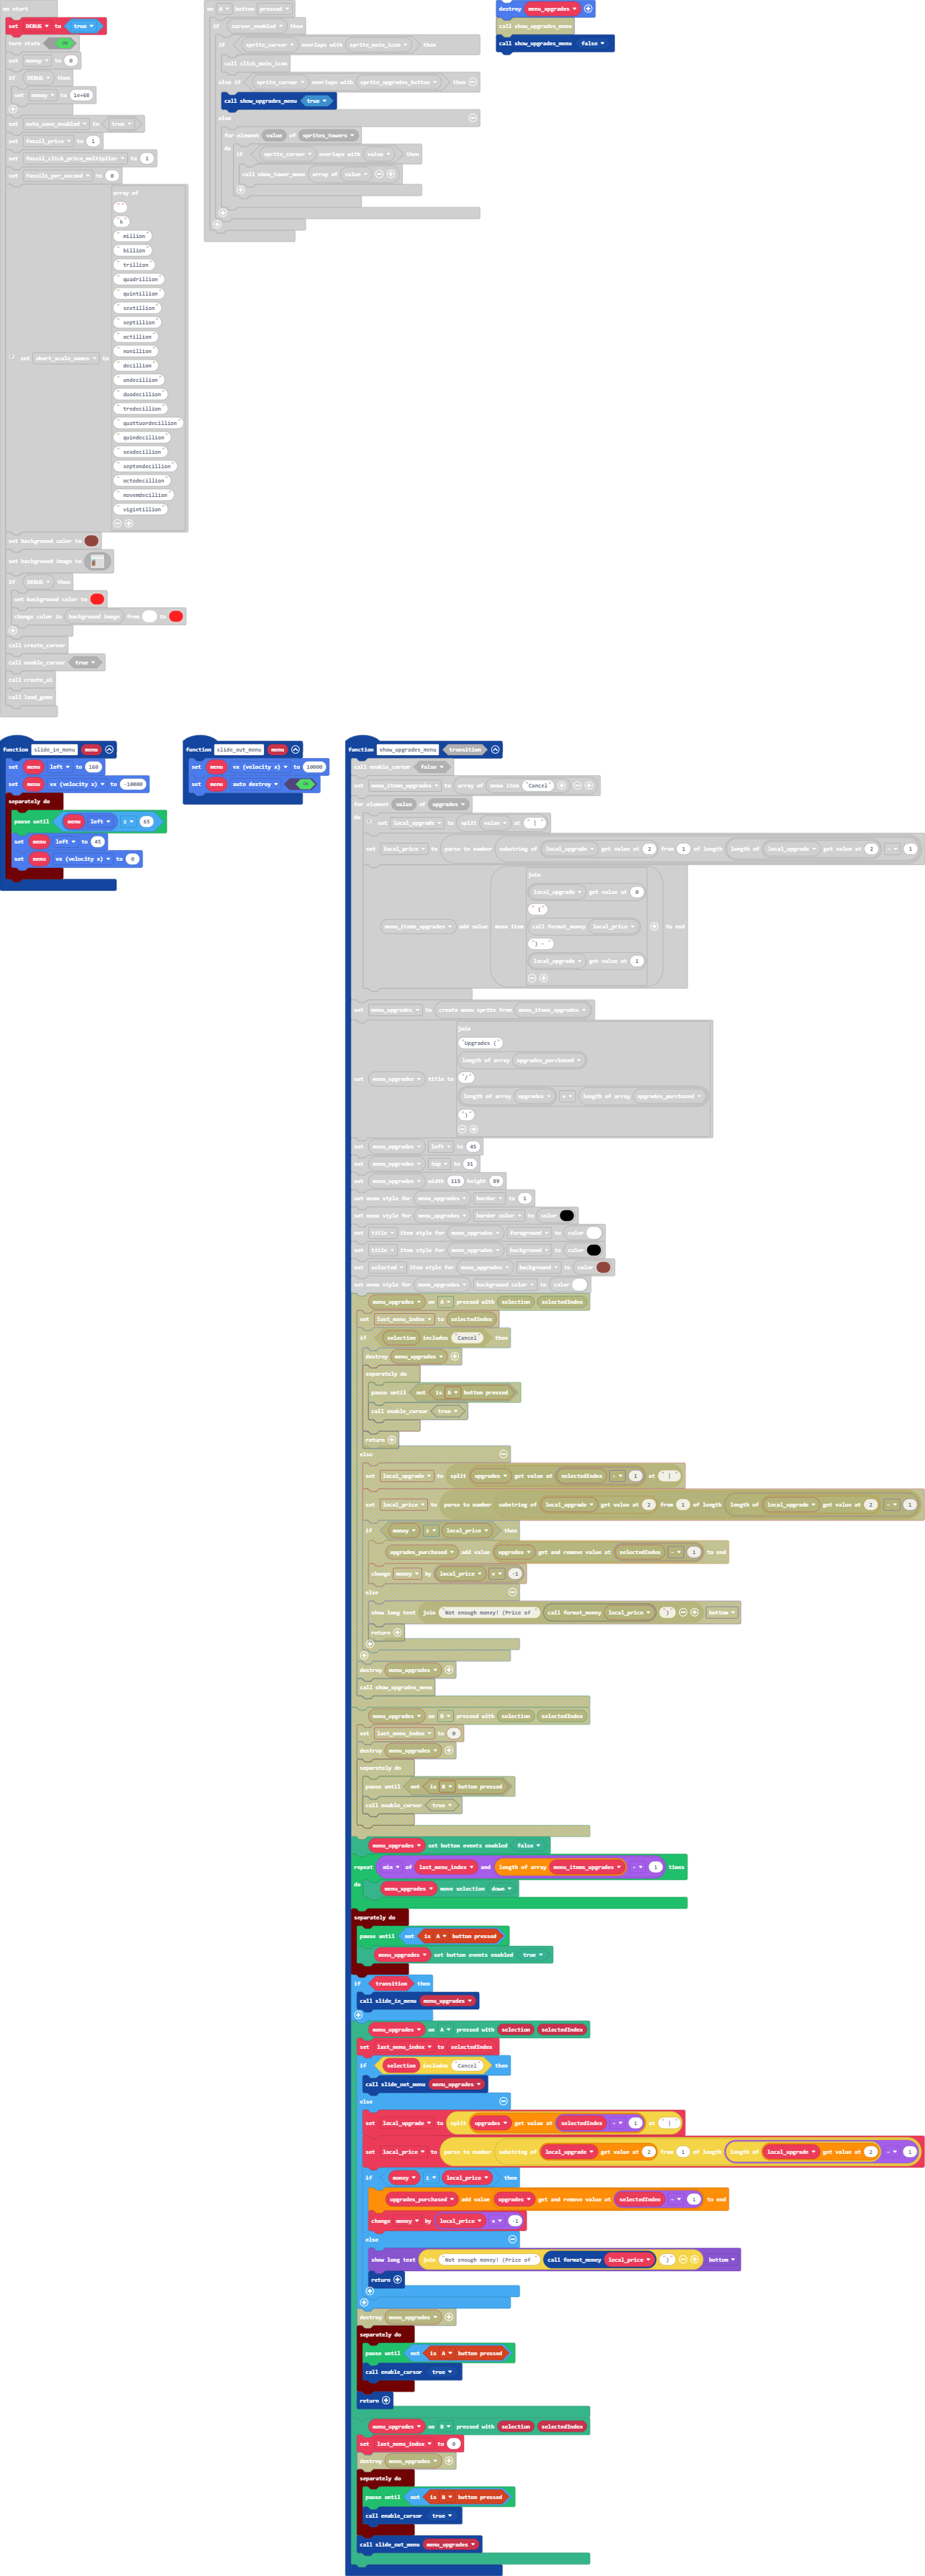 on start
set DEBUG to true
turn stats ON
set money to 0
if DEBUG then
set money to 1e+68
set auto_save_enabled to true
set fossil_price to 1
set fossil_click_price_multiplier to 1
set fossils_per_second to 0
set short_scale_names to array of
k
million
billion
trillion
quadrillion
quintillion
sextillion
septillion
octillion
nonillion
decillion
undecillion
duodecillion
tredecillion
quattuordecillion
quindecillion
sexdecillion
septendecillion
octodecillion
novemdecillion
vigintillion
set background color to
set background image to
if DEBUG then
set background color to
change color in background image from to
call create_cursor
call enable_cursor true
call create_ui
call load_game
on A button pressed
if cursor_enabled then
if sprite_cursor overlaps with sprite_main_icon then
call click_main_icon
else if sprite_cursor overlaps with sprite_upgrades_button then
call show_upgrades_menu true
else
for element value of sprites_towers
do if sprite_cursor overlaps with value then
call show_tower_menu array of value
destroy menu_upgrades
call show_upgrades_menu
call show_upgrades_menu false
function slide_in_menu menu
set menu left to 160
set menu vx (velocity x) to -10000
separately do
pause until menu left ≤ 65
set menu left to 45
set menu vx (velocity x) to 0
function slide_out_menu menu
set menu vx (velocity x) to 10000
set menu auto destroy ON
function show_upgrades_menu transition
call enable_cursor false
set menu_items_upgrades to array of menu item "Cancel"
for element value of upgrades
do set local_upgrade to split value at "|"
set local_price to parse to number substring of local_upgrade get value at 2 from 1 of length length of local_upgrade get value at 2 - 1
menu_items_upgrades add value menu item join
local_upgrade get value at 0
" ("
call format_money local_price
") - "
local_upgrade get value at 1
to end
set menu_upgrades to create menu sprite from menu_items_upgrades
set menu_upgrades title to join
"Upgrades ("
length of array upgrades_purchased
"/"
length of array upgrades + length of array upgrades_purchased
")"
set menu_upgrades left to 45
set menu_upgrades top to 31
set menu_upgrades width 115 height 89
set menu style for menu_upgrades border to 1
set menu style for menu_upgrades border color to color
set title item style for menu_upgrades foreground to color
set title item style for menu_upgrades background to color
set selected item style for menu_upgrades background to color
set menu style for menu_upgrades background color to color
menu_upgrades on A pressed with selection selectedIndex
set last_menu_index to selectedIndex
if selection includes "Cancel" then
destroy menu_upgrades
separately do
pause until not is A button pressed
call enable_cursor true
return
else
set local_upgrade to split upgrades get value at selectedIndex - 1 at "|"
set local_price to parse to number substring of local_upgrade get value at 2 from 1 of length length of local_upgrade get value at 2 - 1
if money ≥ local_price then
upgrades_purchased add value upgrades get and remove value at selectedIndex - 1 to end
change money by local_price × -1
else
show long text join "Not enough money! (Price of " call format_money local_price ")" bottom
return
destroy menu_upgrades
call show_upgrades_menu
menu_upgrades on B pressed with selection selectedIndex
set last_menu_index to 0
destroy menu_upgrades
separately do
pause until not is B button pressed
call enable_cursor true
menu_upgrades set button events enabled false
repeat min of last_menu_index and length of array menu_items_upgrades - 1 times
do menu_upgrades move selection down
separately do
pause until not is A button pressed
menu_upgrades set button events enabled true
if transition then
call slide_in_menu menu_upgrades
menu_upgrades on A pressed with selection selectedIndex
set last_menu_index to selectedIndex
if selection includes "Cancel" then
call slide_out_menu menu_upgrades
else
set local_upgrade to split upgrades get value at selectedIndex - 1 at "|"
set local_price to parse to number substring of local_upgrade get value at 2 from 1 of length length of local_upgrade get value at 2 - 1
if money ≥ local_price then
upgrades_purchased add value upgrades get and remove value at selectedIndex - 1 to end
change money by local_price × -1
else
show long text join "Not enough money! (Price of " call format_money local_price ")" bottom
return
destroy menu_upgrades
separately do
pause until not is A button pressed
call enable_cursor true
return
menu_upgrades on B pressed with selection selectedIndex
set last_menu_index to 0
destroy menu_upgrades
separately do
pause until not is B button pressed
call enable_cursor true
call slide_out_menu menu_upgrades